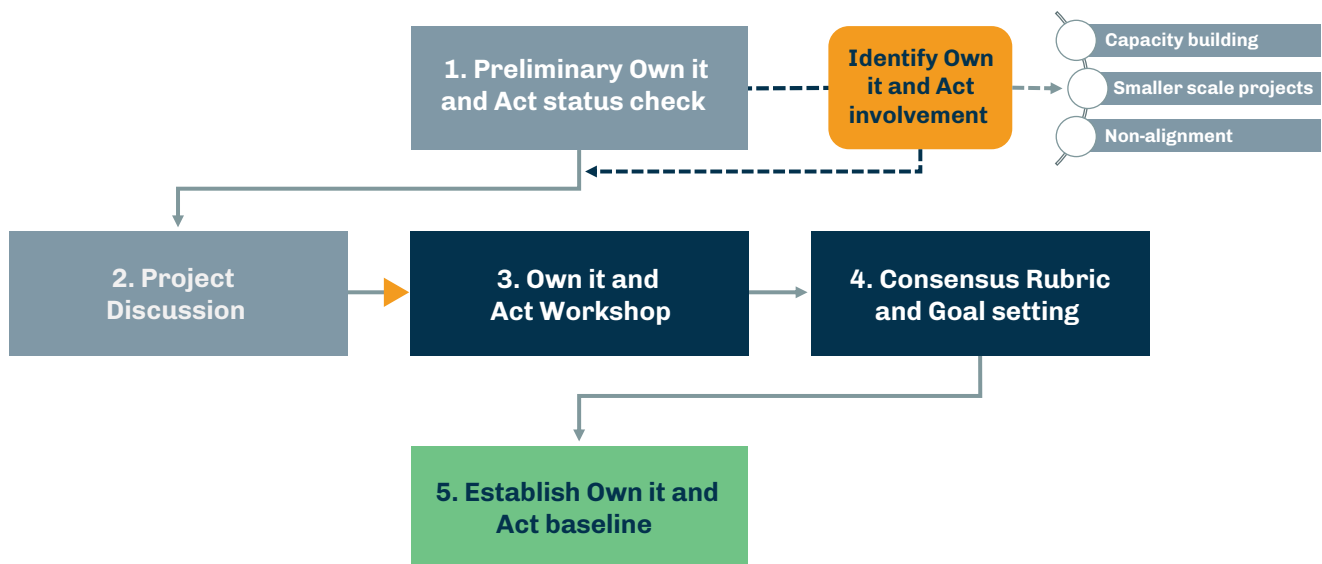 1. Preliminary Own it
and Act status check
Identify Own
it and Act
involvement
Capacity building
Smaller scale projects
Non-alignment
2. Project
Discussion
3. Own it and
Act Workshop
4. Consensus Rubric
and Goal setting
5. Establish Own it and
Act baseline